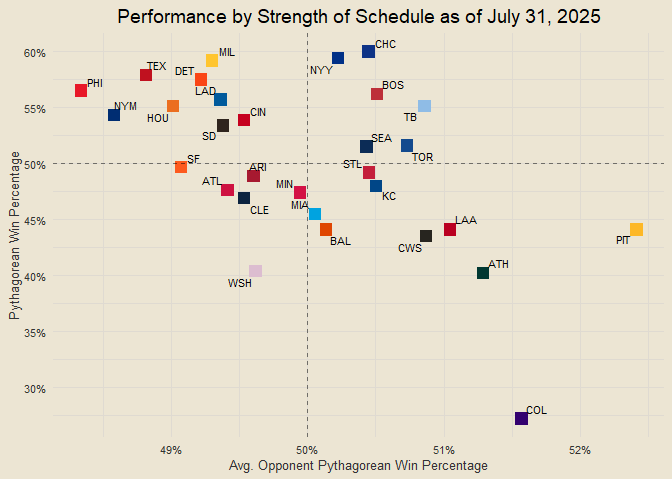 Performance by Strength of Schedule as of July 31, 2025
60%
55%
50%
45%
40%
35%
30%
Pythagorean Win Percentage
CHC
MIL
NYY
TEX
DET
PHI
LAD
BOS
NYM
HOU
TB
CIN
SD
SEA
TOR
SF
ARI
STL
ATL
MIN
KC
CLE
MIA
BAL
LAA
CWS
PIT
WSH
ATH
COL
49%
50%
51%
52%
Avg. Opponent Pythagorean Win Percentage